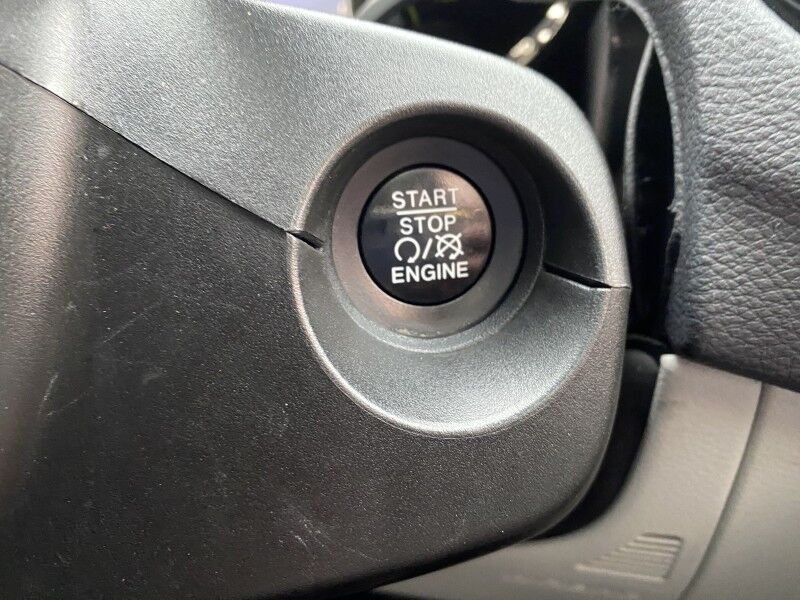 START
STOP
/
ENGINE